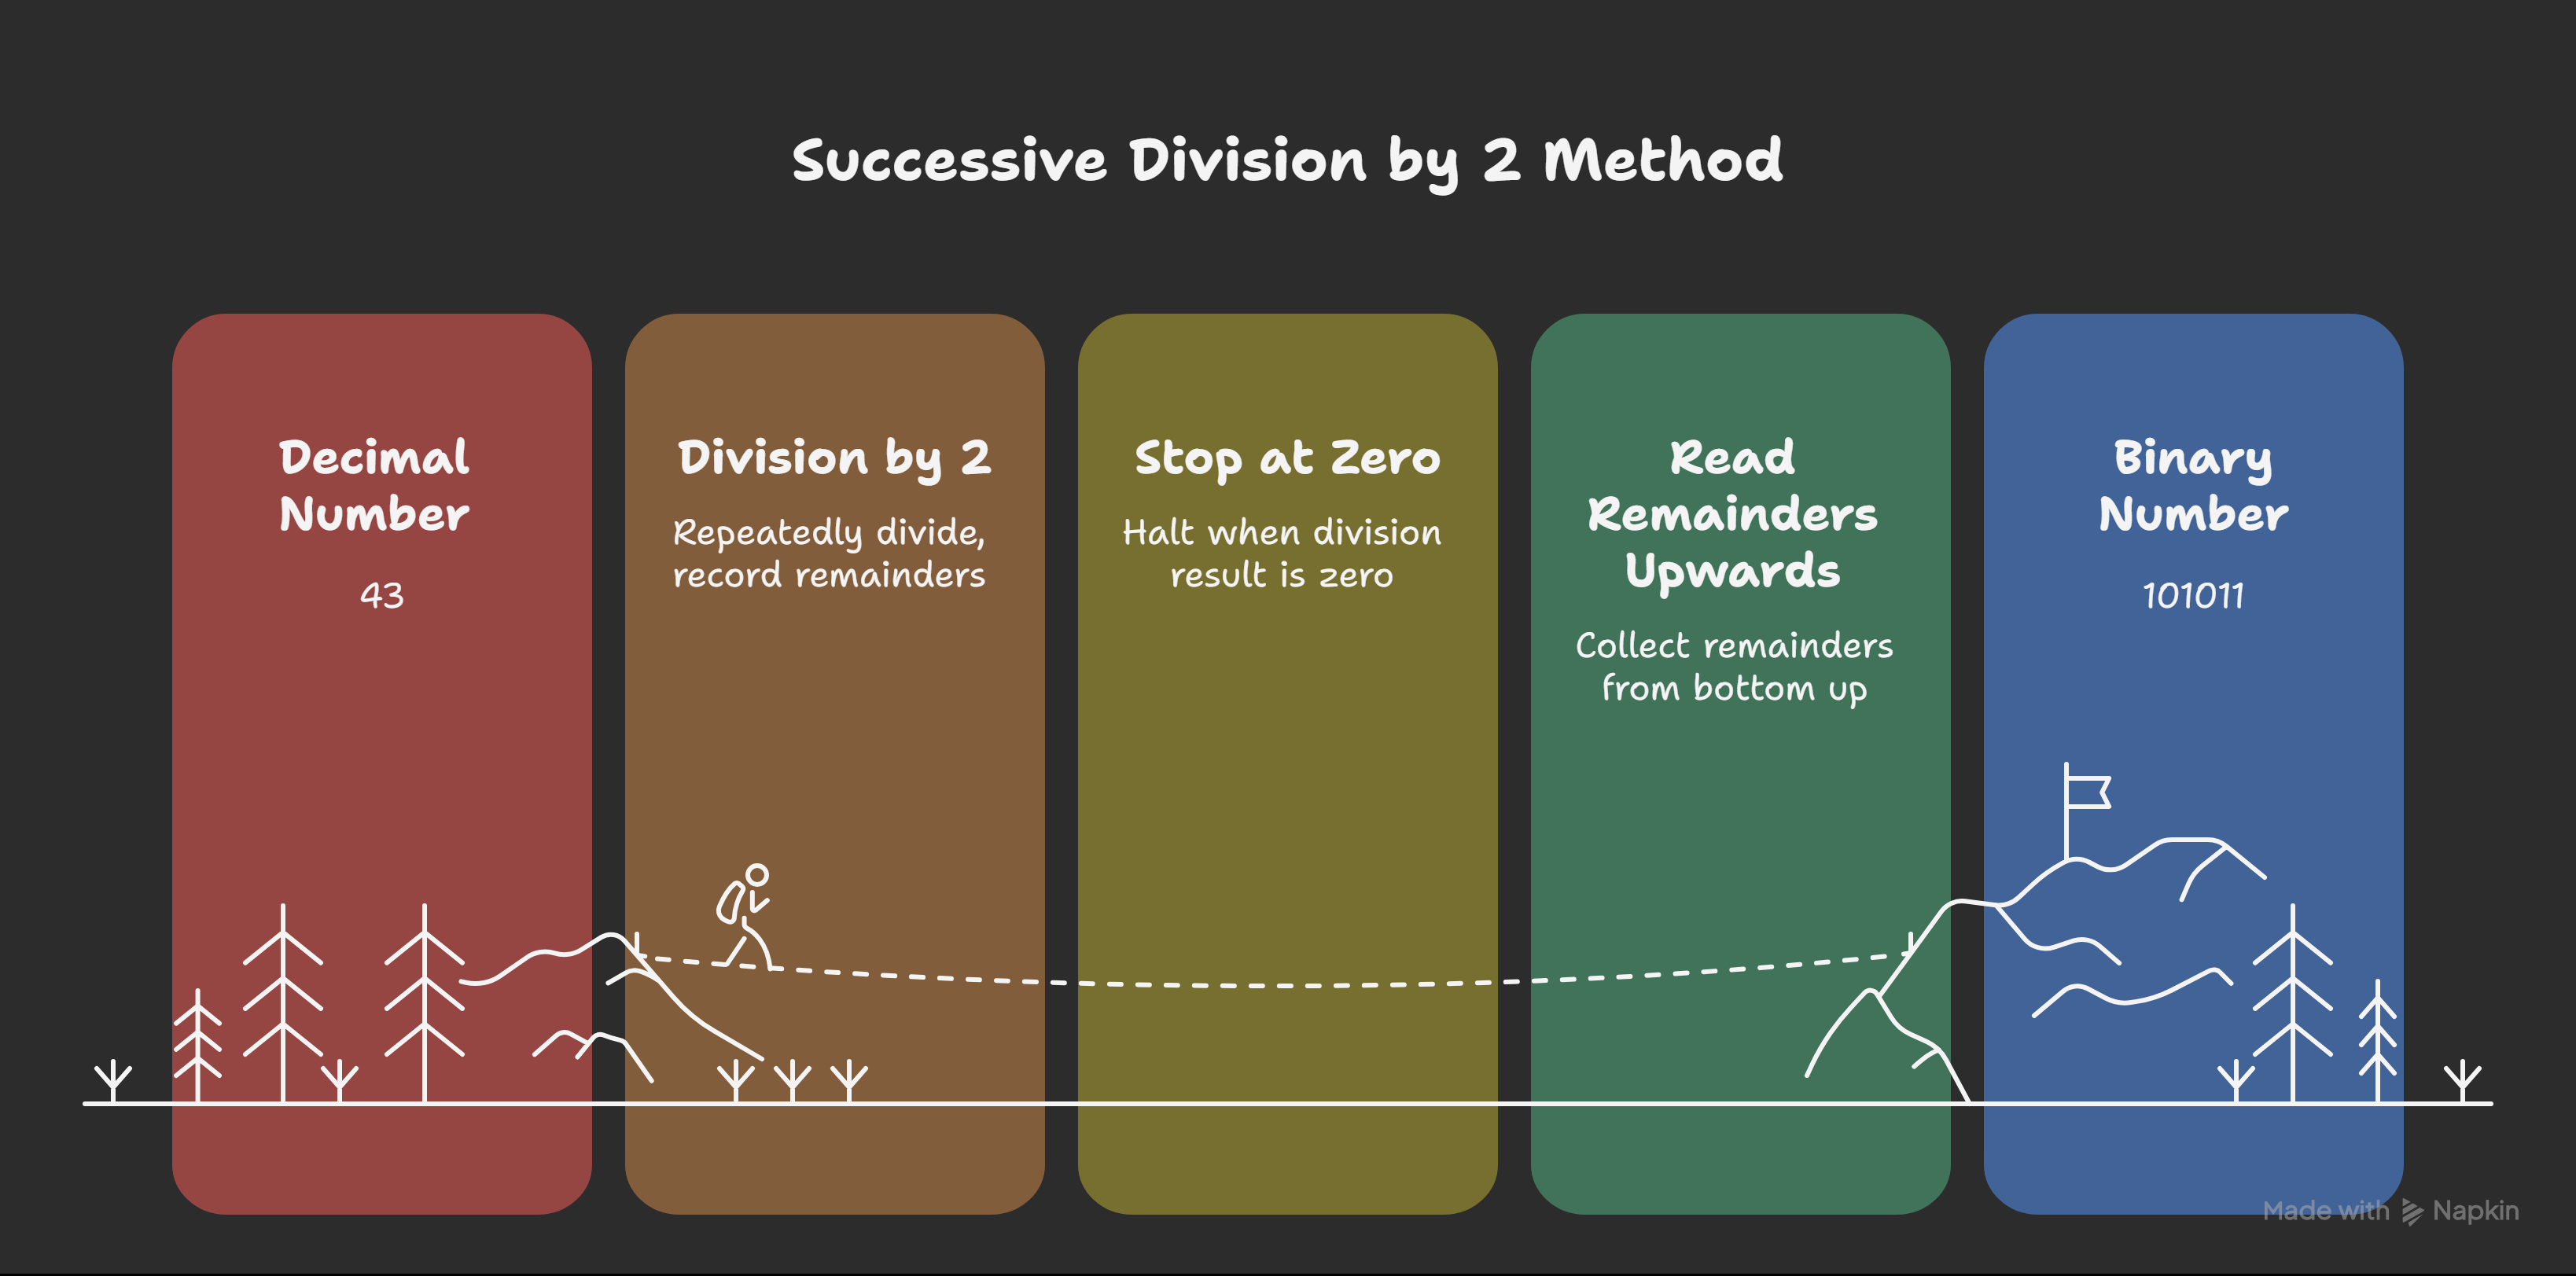 Successive Division by 2 Method
Decimal
Number
43
Division by 2
Repeatedly divide,
record remainders
Stop at Zero
Halt when division
result is zero
Read
Remainders
Upwards
Collect remainders
from bottom up
Binary
Number
101011
Made with Napkin